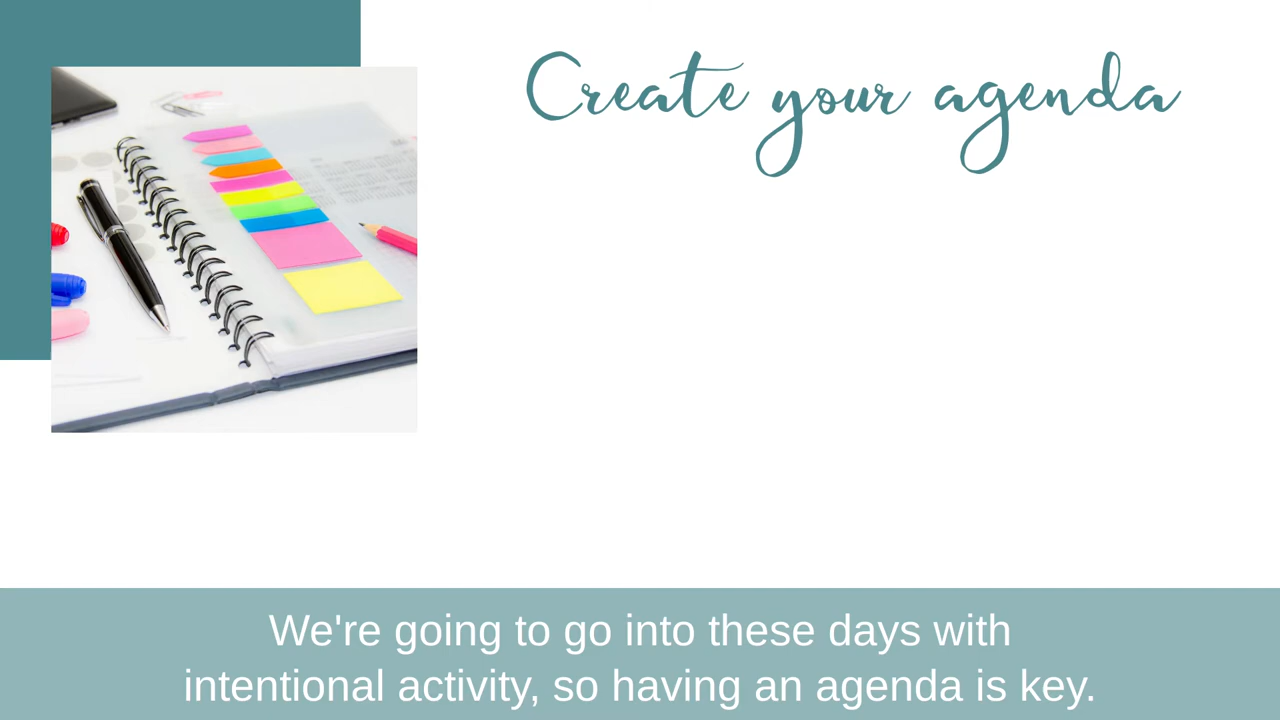 Create your agenda
We're going to go into these days with
intentional activity, so having an agenda is key.